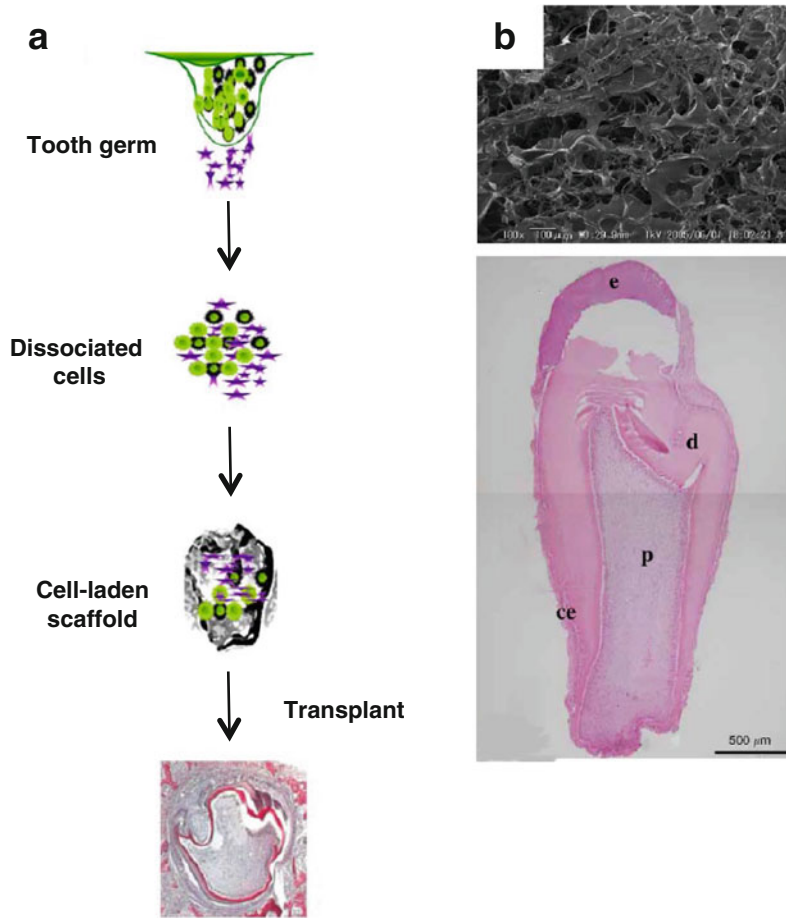 a
Tooth germ
Dissociated
cells
Cell-laden
scaffold
Transplant
b
e
d
p
ce
500 µm